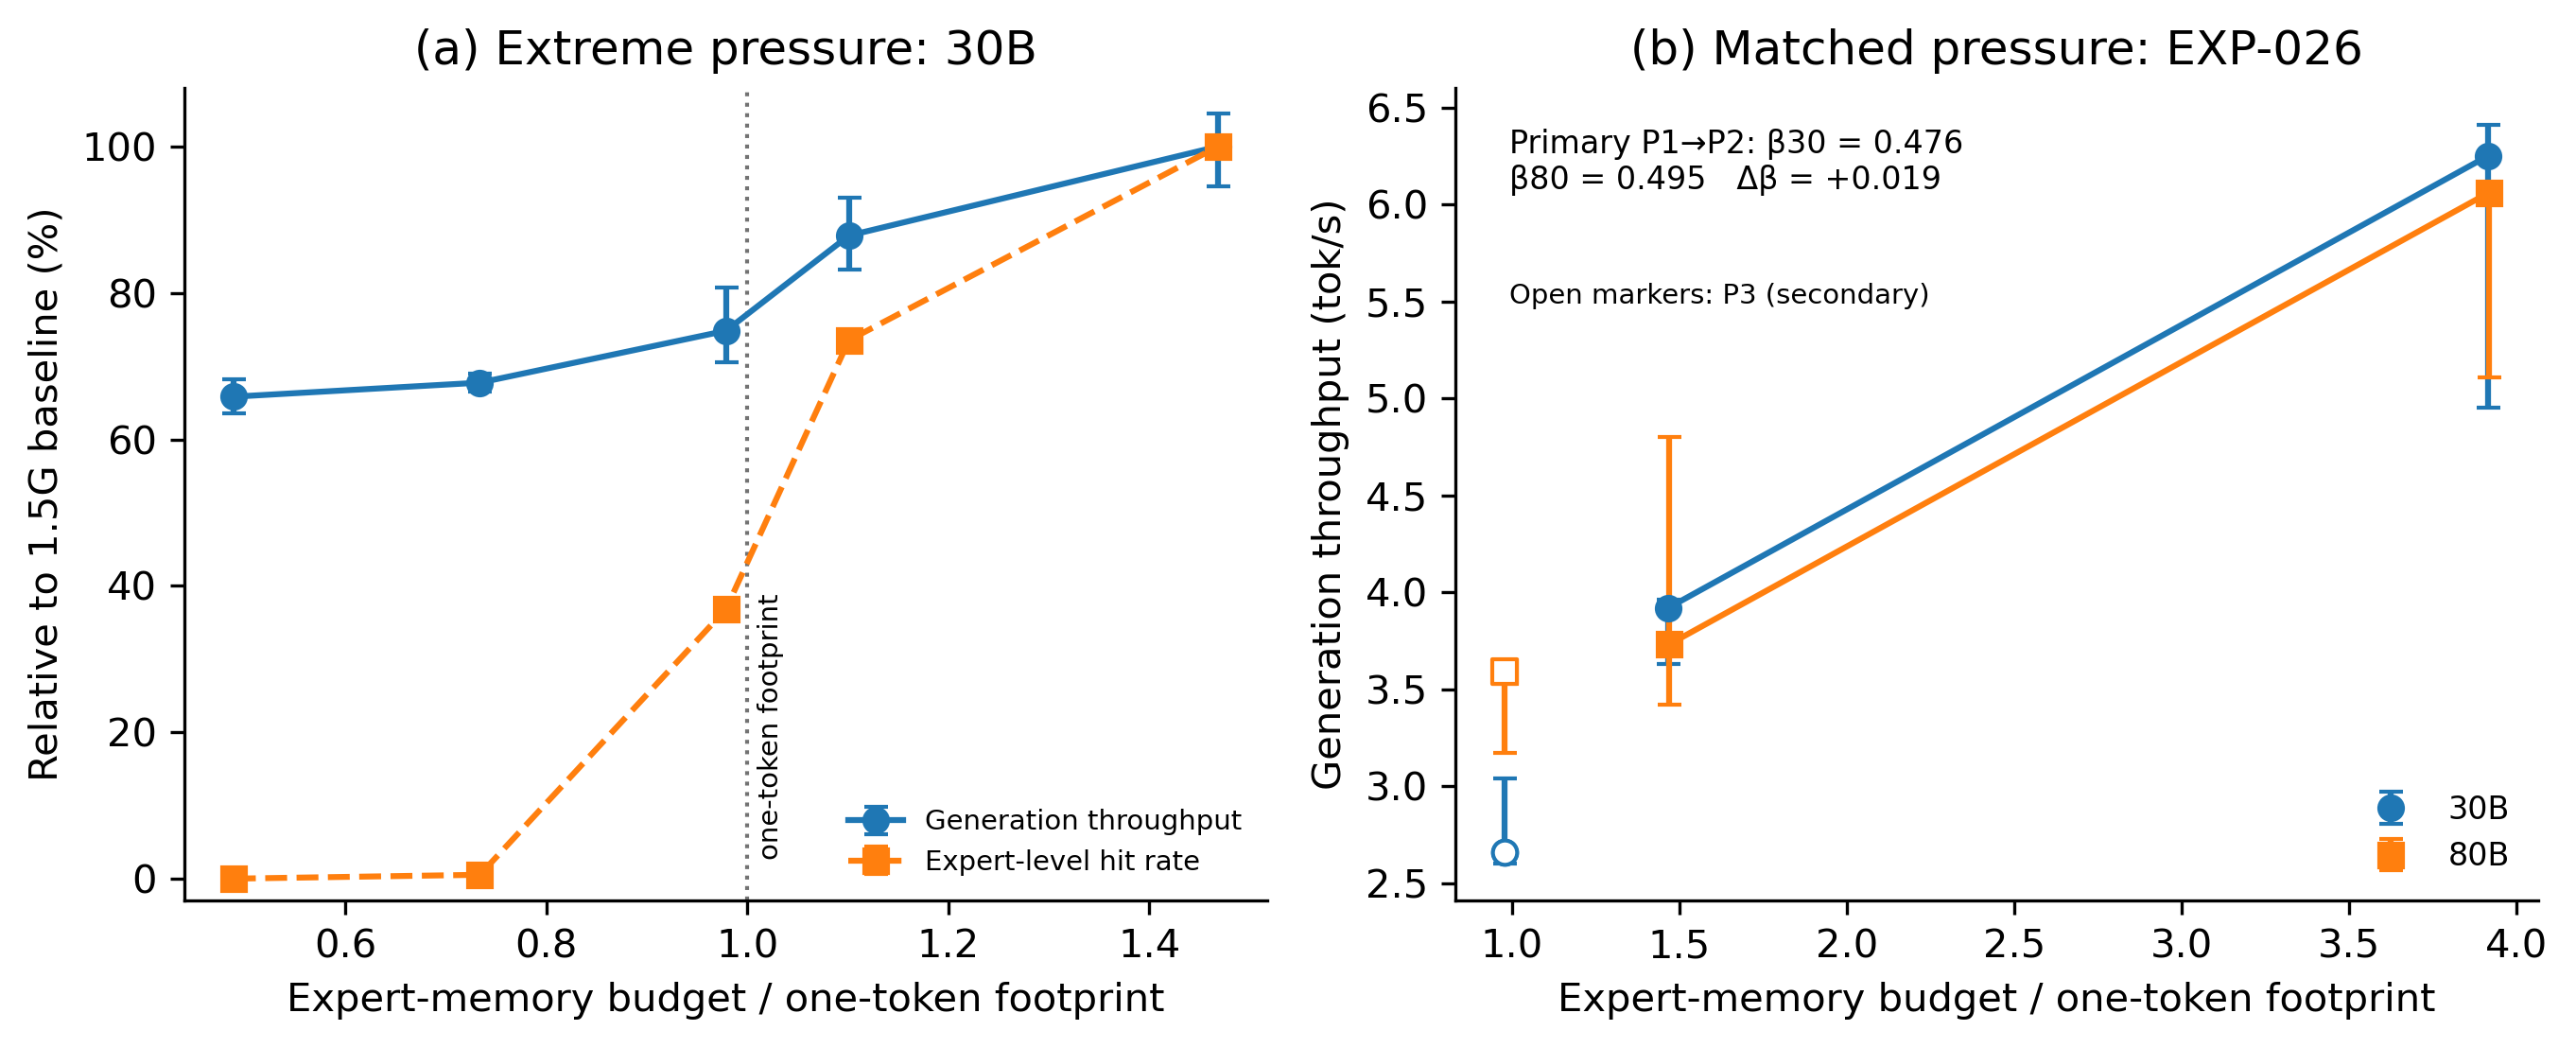 (a) Extreme pressure: 30B
Relative to 1.5G baseline (%)
100
80
60
40
20
0
one-token footprint
Generation throughput
Expert-level hit rate
0.6
0.8
1.0
1.2
1.4
Expert-memory budget / one-token footprint
(b) Matched pressure: EXP-026
Generation throughput (tok/s)
6.5
6.0
5.5
5.0
4.5
4.0
3.5
3.0
2.5
Primary P1→P2: β30 = 0.476
β80 = 0.495 Δβ = +0.019
Open markers: P3 (secondary)
30B
80B
1.0
1.5
2.0
2.5
3.0
3.5
4.0
Expert-memory budget / one-token footprint